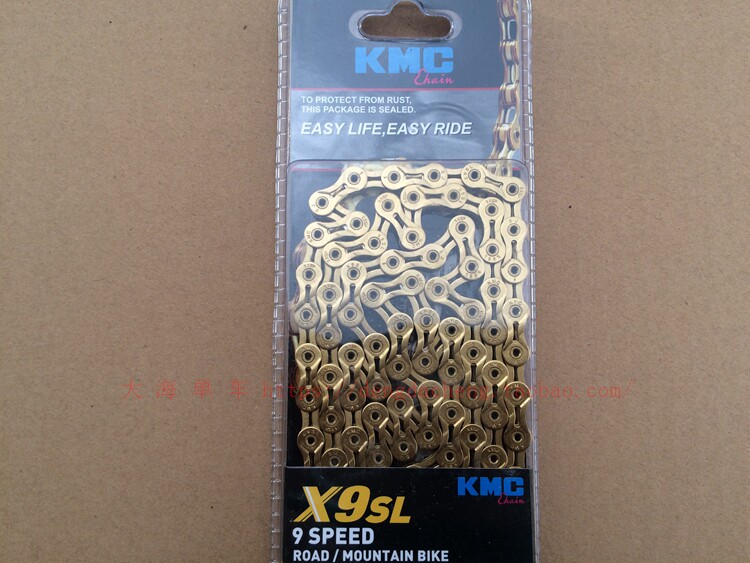 KMC
Chain
TO PROTECT FROM RUST,
THIS PACKAGE IS SEALED.
EASY LIFE,EASY RIDE
X9SL
KMC
Chain
9 SPEED
ROAD / MOUNTAIN BIKE